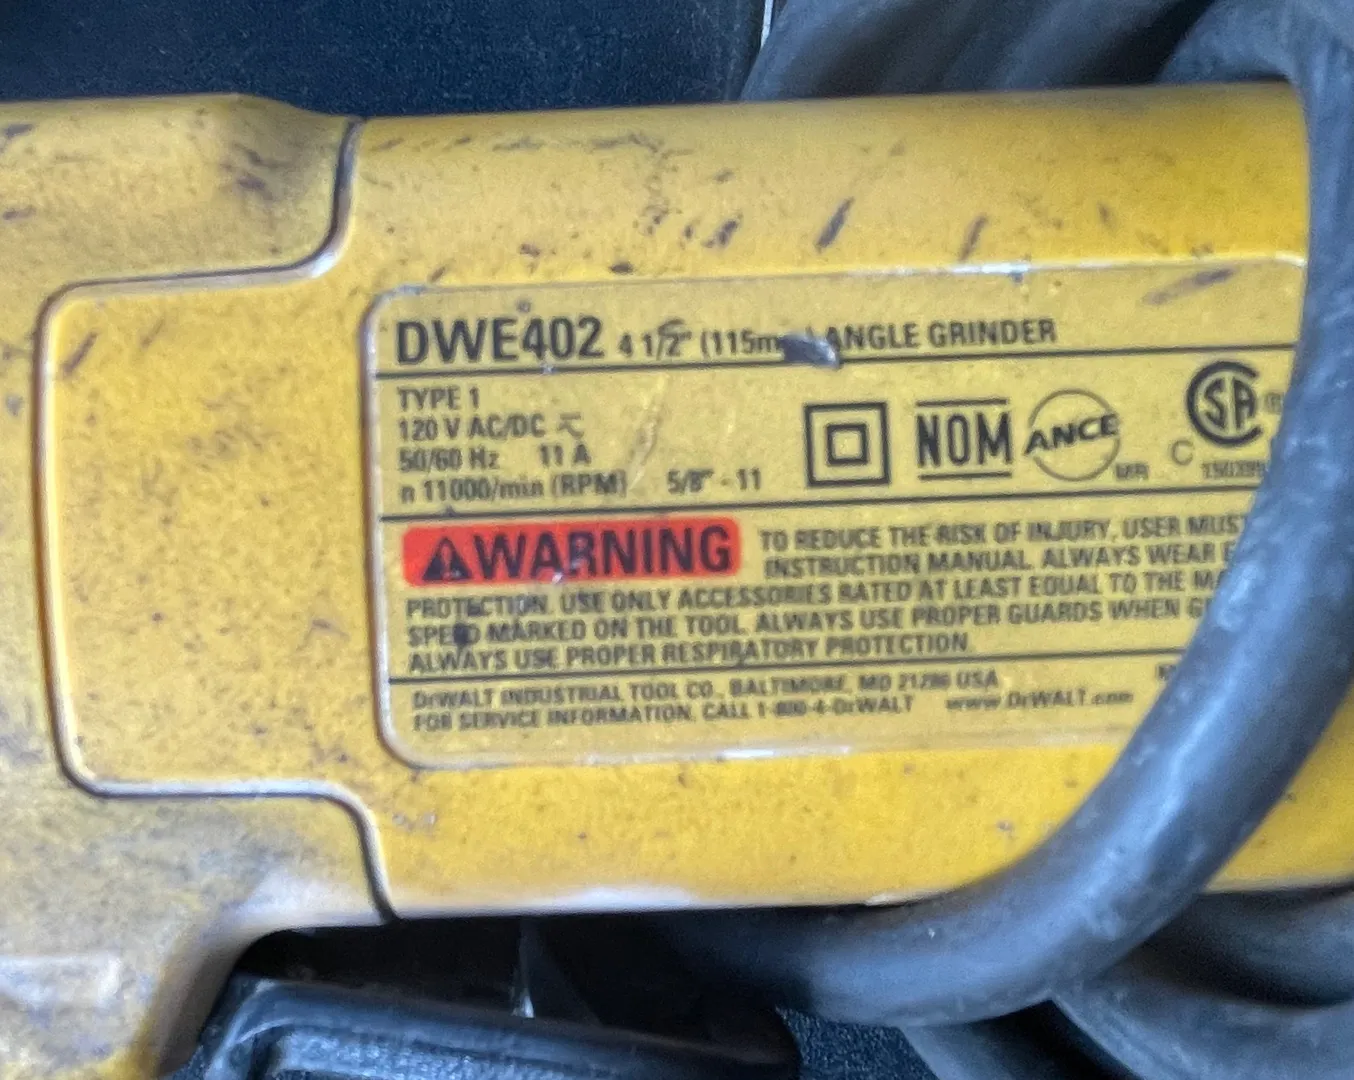 DWE402 4 1/2" (115m ) ANGLE GRINDER
TYPE 1
120 V AC/DC
50/60 Hz 11 A
n 11000/min (RPM) 5/8" - 11
NOM
ANCE
MR
SA
C
WARNING
TO REDUCE THE RISK OF INJURY, USER MUS
INSTRUCTION MANUAL. ALWAYS WEAR E
PROTECTION. USE ONLY ACCESSORIES RATED AT LEAST EQUAL TO THE MA
SPEED MARKED ON THE TOOL. ALWAYS USE PROPER GUARDS WHEN G
ALWAYS USE PROPER RESPIRATORY PROTECTION.
DEWALT INDUSTRIAL TOOL CO., BALTIMORE, MD 21286 USA
FOR SERVICE INFORMATION, CALL 1-800-4-DEWALT www.DEWALT.com